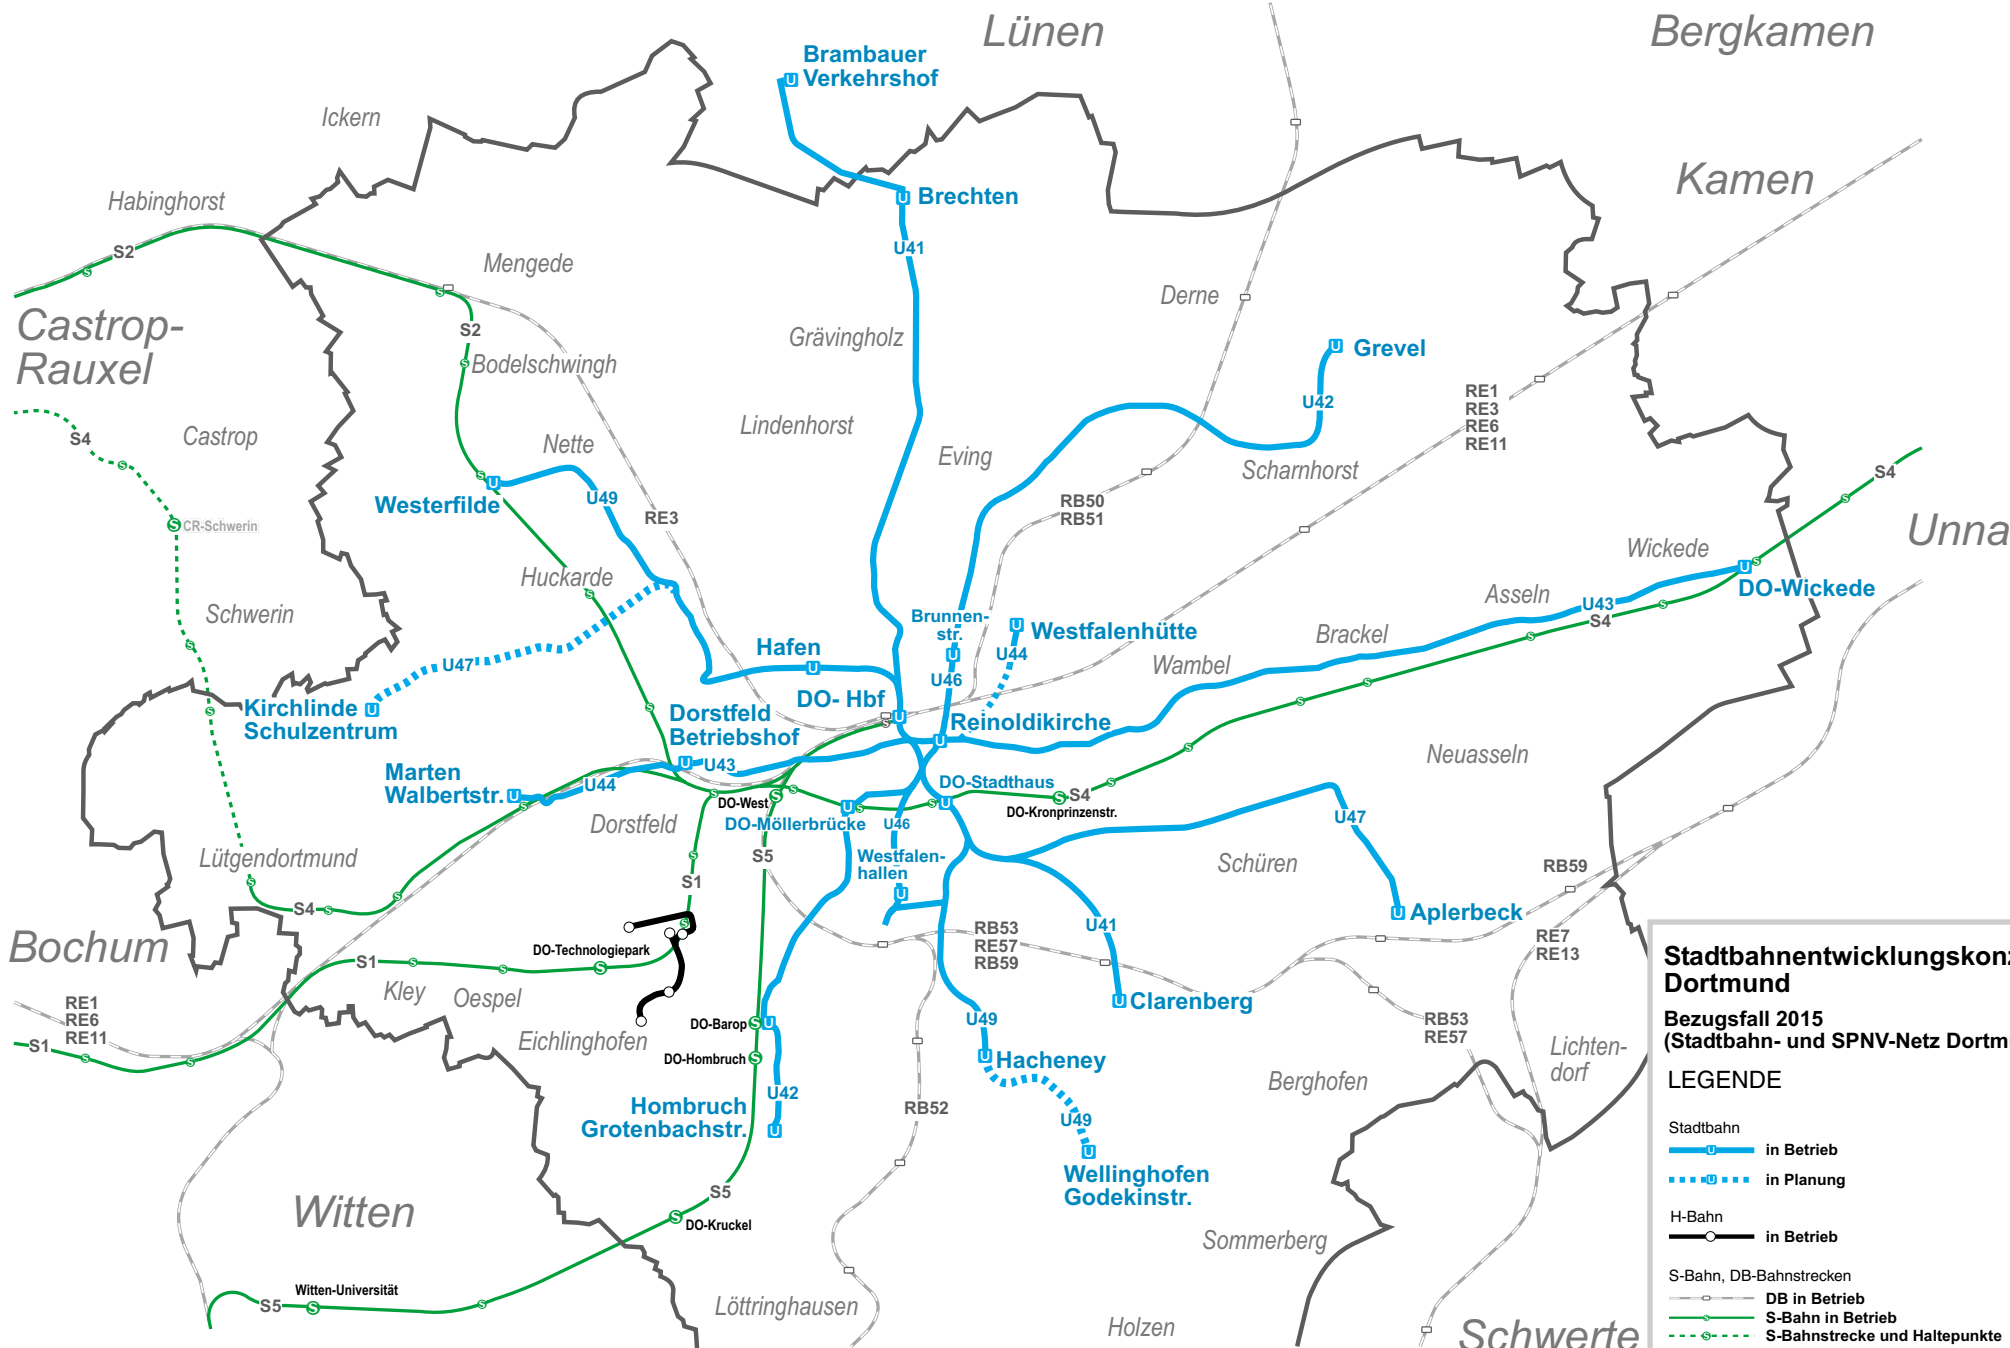 Lünen
Bergkamen
Brambauer
Verkehrshof
Ickern
Kamen
Habinghorst
Brechten
S2
U41
Mengede
Derne
Castrop-
Rauxel
S2
Grävingholz
Bodelschwingh
Grevel
RE1
RE3
RE6
RE11
U42
S4
Castrop
Nette
Lindenhorst
Eving
Scharnhorst
S4
Westerfilde
U49
RE3
RB50
RB51
CR-Schwerin
Unna
Wickede
Huckarde
DO-Wickede
Asseln
U43
S4
Schwerin
Brunnen-
str.
Westfalenhütte
Brackel
Hafen
U44
Wambel
U47
U46
Kirchlinde
Schulzentrum
DO- Hbf
Dorstfeld
Betriebshof
Reinoldikirche
Neuasseln
Marten
Walbertstr.
U43
U44
DO-Stadthaus
DO-West
S4
DO-Kronprinzenstr.
Dorstfeld
DO-Möllerbrücke
U46
U47
Lütgendortmund
S5
Westfalen-
hallen
Schüren
RB59
S1
S4
Aplerbeck
Bochum
DO-Technologiepark
RB53
RE57
RB59
U41
RE7
RE13
S1
Kley
Oespel
Clarenberg
RE1
RE6
RE11
S1
Eichlinghofen
DO-Barop
U49
RB53
RE57
DO-Hombruch
Hacheney
Lichten-
dorf
Berghofen
U42
Hombruch
Grotenbachstr.
RB52
U49
Wellinghofen
Godekinstr.
S5
Witten
DO-Kruckel
Sommerberg
Witten-Universität
S5
Löttringhausen
Holzen
Schwerte
Stadtbahnentwicklungskonz
Dortmund
Bezugsfall 2015
(Stadtbahn- und SPNV-Netz Dortm
LEGENDE
Stadtbahn
in Betrieb
in Planung
H-Bahn
in Betrieb
S-Bahn, DB-Bahnstrecken
DB in Betrieb
S-Bahn in Betrieb
S-Bahnstrecke und Haltepunkte